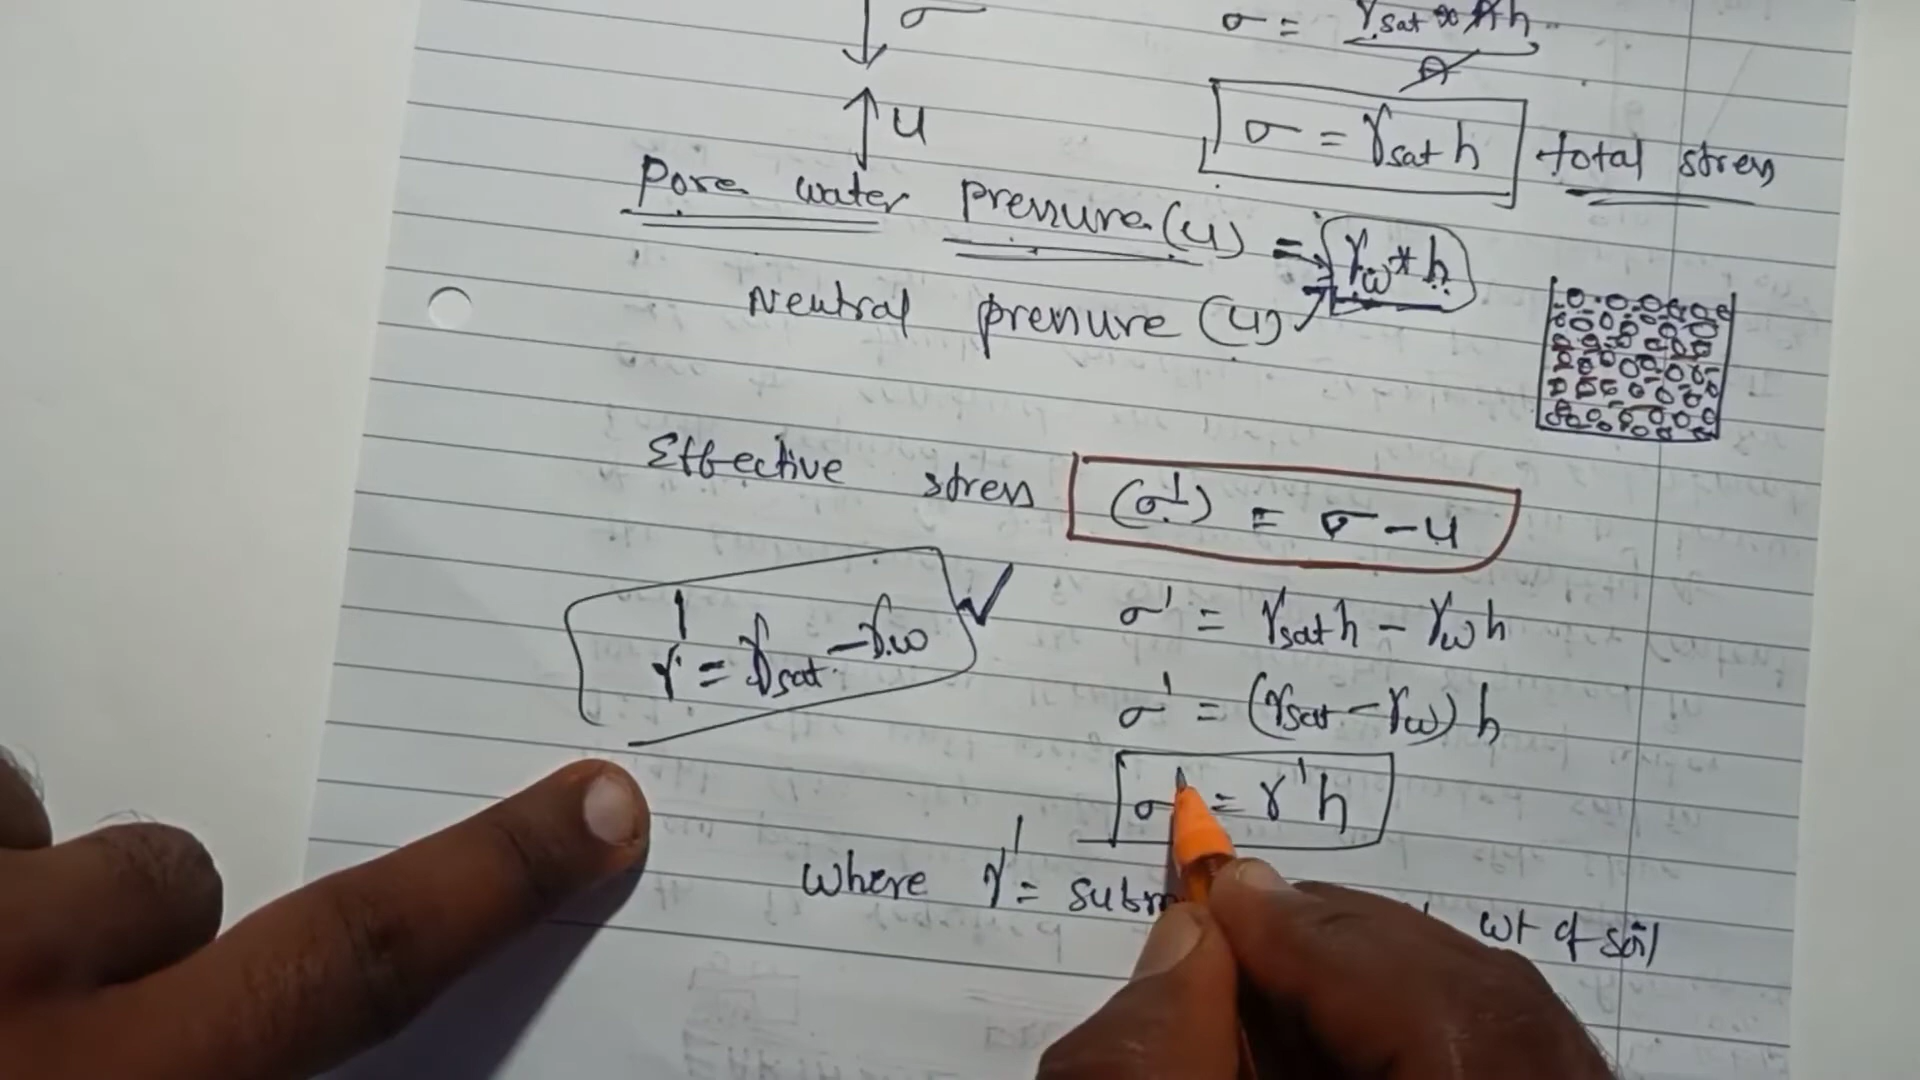 σ
σ = γsat × A h
A
u
σ = γsat h total stress
Pore water pressure (u) = γw * h
Neutral pressure (u)
Effective stress (σ') = σ - u
σ' = γsat h - γw h
γ' = γsat - γw
σ' = (γsat - γw) h
σ = γ' h
where γ' = wt of soil